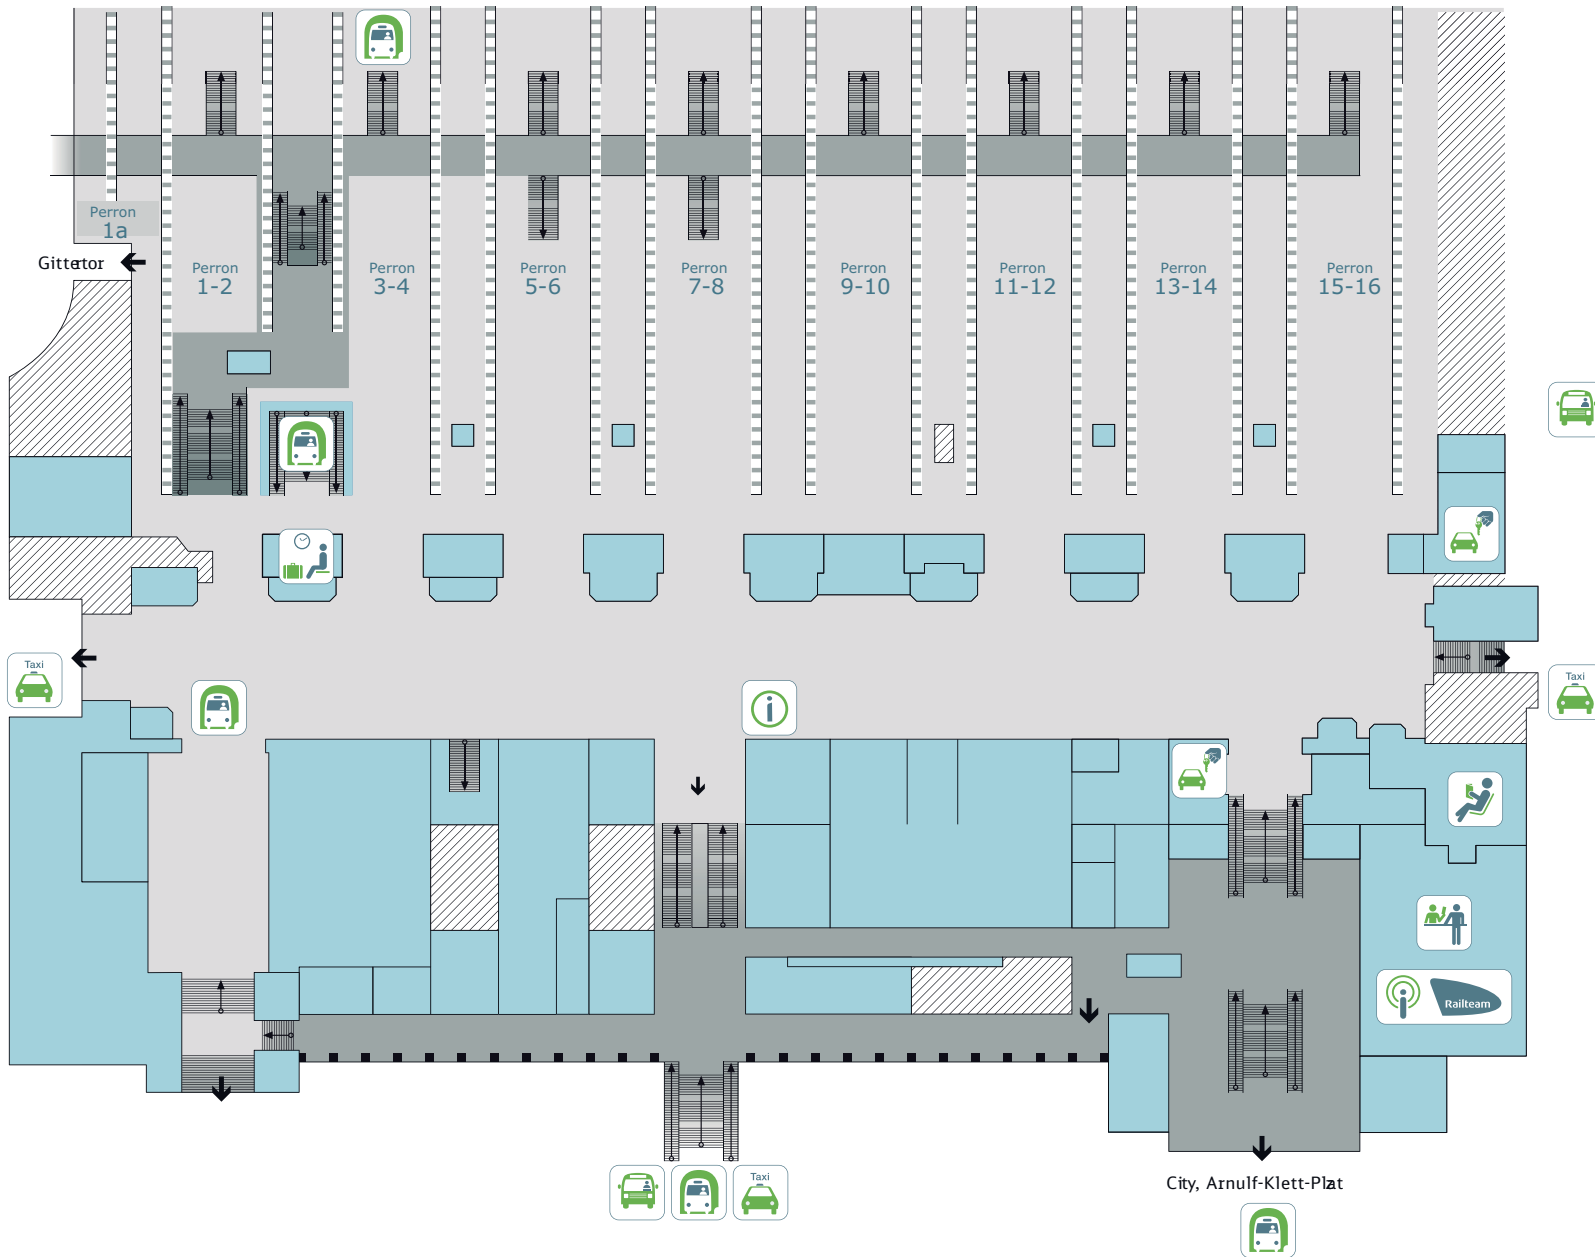 Perron
1a
Gittertor
Perron
1-2
Perron
3-4
Perron
5-6
Perron
7-8
Perron
9-10
Perron
11-12
Perron
13-14
Perron
15-16
Taxi
Taxi
i
i
Railteam
Taxi
City, Arnulf-Klett-Platz